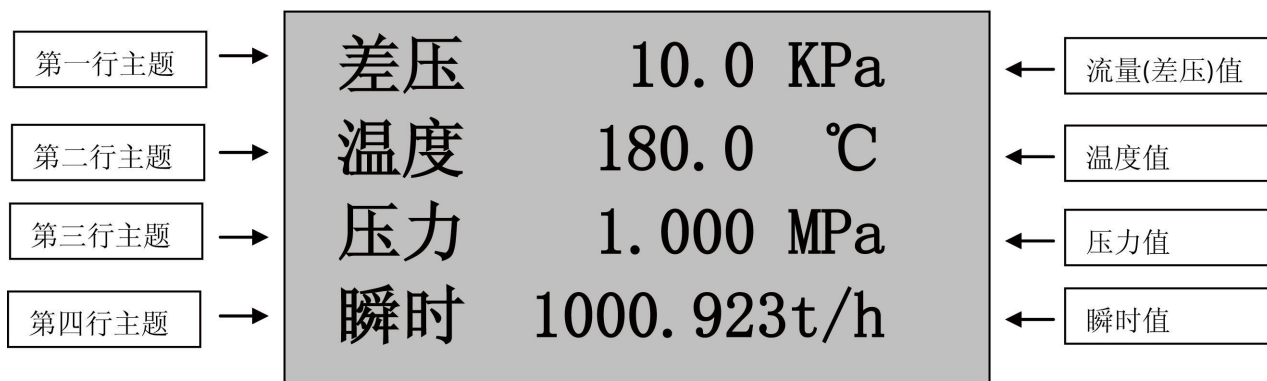 第一行主题 差压 10.0 KPa 流量(差压)值
第二行主题 温度 180.0 ℃ 温度值
第三行主题 压力 1.000 MPa 压力值
第四行主题 瞬时 1000.923t/h 瞬时值